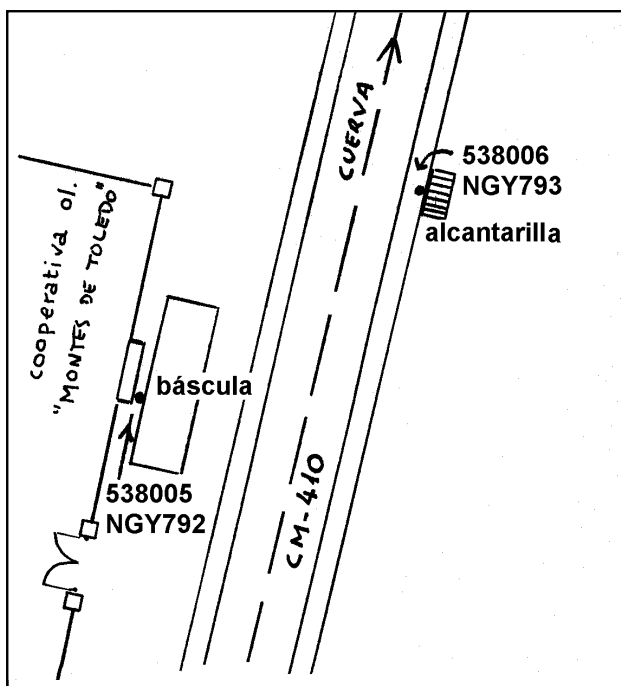 CUERVA
538006
NGY793
alcantarilla
cooperativa ol.
"MONTES DE TOLEDO"
báscula
538005
NGY792
CM-410